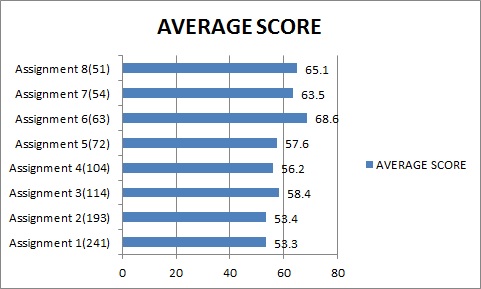 AVERAGE SCORE
Assignment 8(51) 65.1
Assignment 7(54) 63.5
Assignment 6(63) 68.6
Assignment 5(72) 57.6
Assignment 4(104) 56.2
Assignment 3(114) 58.4
Assignment 2(193) 53.4
Assignment 1(241) 53.3
0 20 40 60 80
AVERAGE SCORE